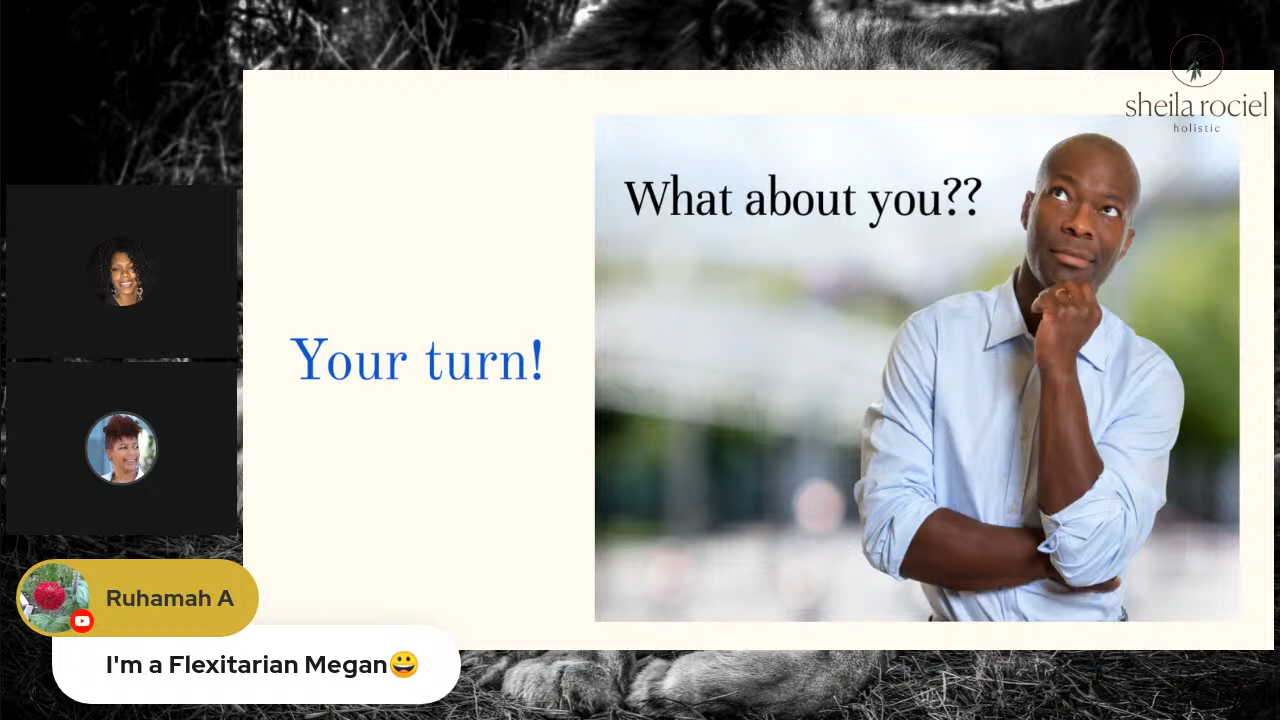 sheila rociel
holistic
What about you??
Your turn!
Ruhamah A
I'm a Flexitarian Megan😀